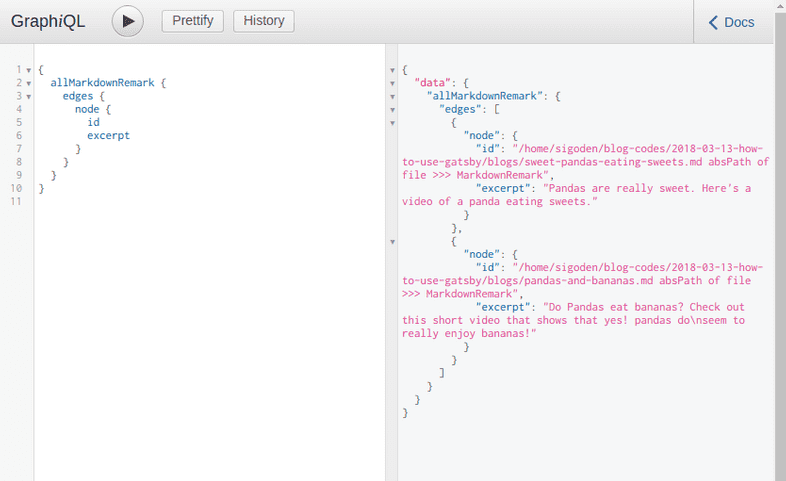 GraphiQL
Prettify
History
Docs
1 {
2 allMarkdownRemark {
3 edges {
4 node {
5 id
6 excerpt
7 }
8 }
9 }
10 }
11
{
"data": {
"allMarkdownRemark": {
"edges": [
{
"node": {
"id": "/home/sigoden/blog-codes/2018-03-13-how-
to-use-gatsby/blogs/sweet-pandas-eating-sweets.md absPath of
file >>> MarkdownRemark",
"excerpt": "Pandas are really sweet. Here's a
video of a panda eating sweets."
}
},
{
"node": {
"id": "/home/sigoden/blog-codes/2018-03-13-how-
to-use-gatsby/blogs/pandas-and-bananas.md absPath of file
>>> MarkdownRemark",
"excerpt": "Do Pandas eat bananas? Check out
this short video that shows that yes! pandas do\nseem to
really enjoy bananas!"
}
}
]
}
}
}